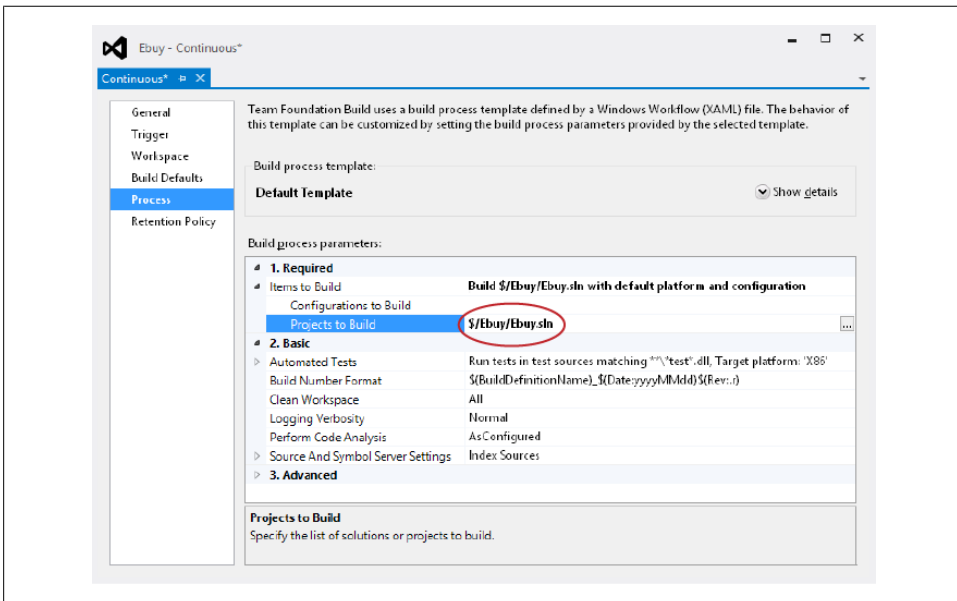 Ebuy - Continuous*
Continuous*
General
Trigger
Workspace
Build Defaults
Process
Retention Policy
Team Foundation Build uses a build process template defined by a Windows Workflow (XAML) file. The behavior of
this template can be customized by setting the build process parameters provided by the selected template.
Build process template:
Default Template
Show details
Build process parameters:
1. Required
Items to Build Build $/Ebuy/Ebuy.sln with default platform and configuration
Configurations to Build
Projects to Build $/Ebuy/Ebuy.sln ...
2. Basic
Automated Tests Run tests in test sources matching **\*test*.dll, Target platform: 'X86'
Build Number Format $(BuildDefinitionName)_$(Date:yyyyMMdd)$(Rev:.r)
Clean Workspace All
Logging Verbosity Normal
Perform Code Analysis AsConfigured
Source And Symbol Server Settings Index Sources
3. Advanced
Projects to Build
Specify the list of solutions or projects to build.